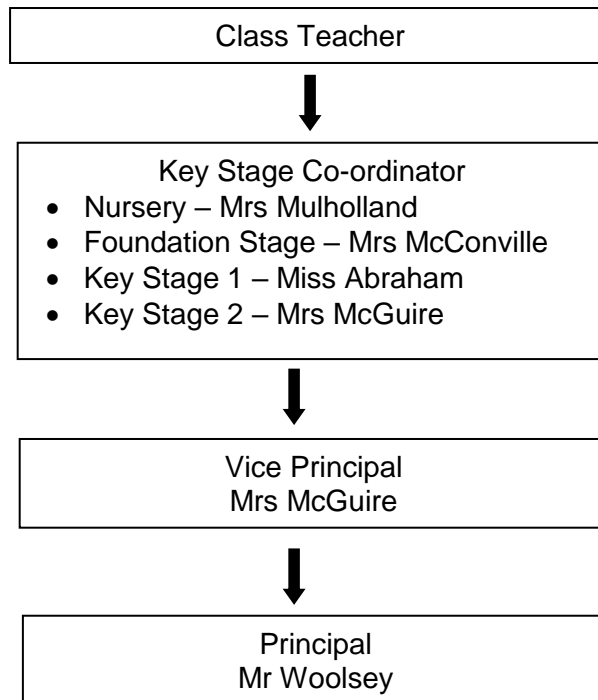 Class Teacher
Key Stage Co-ordinator
• Nursery – Mrs Mulholland
• Foundation Stage – Mrs McConville
• Key Stage 1 – Miss Abraham
• Key Stage 2 – Mrs McGuire
Vice Principal
Mrs McGuire
Principal
Mr Woolsey